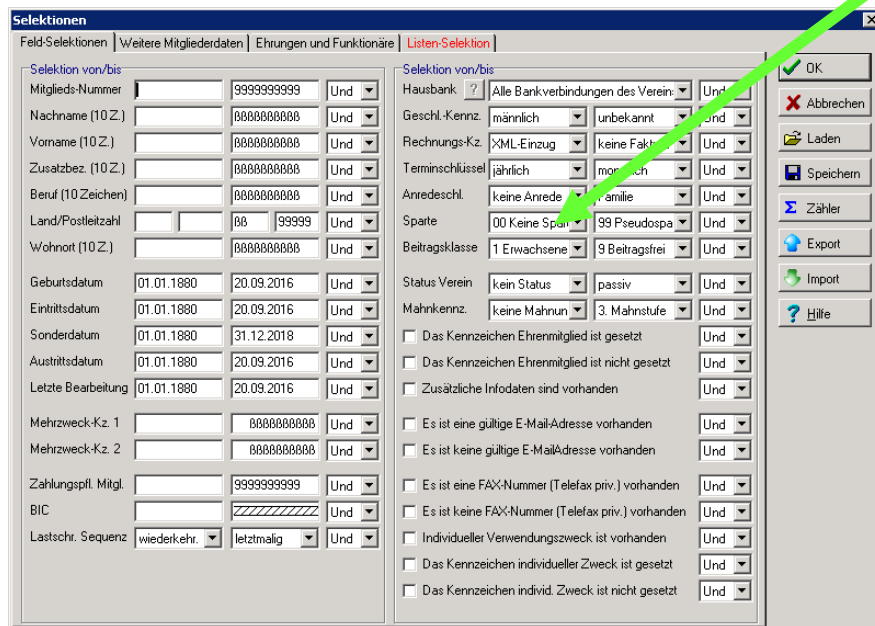 Selektionen
Feld-Selektionen Weitere Mitgliederdaten Ehrungen und Funktionäre Listen-Selektion
Selektion von/bis
Mitglieds-Nummer 9999999999 Und
Nachname (10 Z.) ßßßßßßßßßß Und
Vorname (10 Z.) ßßßßßßßßßß Und
Zusatzbez. (10 Z.) ßßßßßßßßßß Und
Beruf (10 Zeichen) ßßßßßßßßßß Und
Land/Postleitzahl ßß 99999 Und
Wohnort (10 Z.) ßßßßßßßßßß Und
Geburtsdatum 01.01.1880 20.09.2016 Und
Eintrittsdatum 01.01.1880 20.09.2016 Und
Sonderdatum 01.01.1880 31.12.2018 Und
Austrittsdatum 01.01.1880 20.09.2016 Und
Letzte Bearbeitung 01.01.1880 20.09.2016 Und
Mehrzweck-Kz. 1 ßßßßßßßßßß Und
Mehrzweck-Kz. 2 ßßßßßßßßßß Und
Zahlungspfl. Mitgl. 9999999999 Und
BIC ZZZZZZZZZZZ Und
Lastschr. Sequenz wiederkehr. letztmalig Und
Selektion von/bis
Hausbank ? Alle Bankverbindungen des Verein: Und
Geschl.-Kennz. männlich unbekannt Und
Rechnungs-Kz. XML-Einzug keine Fakt Und
Terminschlüssel jährlich Und
Anredeschl. keine Anrede Familie Und
Sparte 00 Keine Spart 99 Pseudospa Und
Beitragsklasse 1 Erwachsene 9 Beitragsfrei Und
Status Verein kein Status passiv Und
Mahnkennz. keine Mahnun 3. Mahnstufe Und
Das Kennzeichen Ehrenmitglied ist gesetzt Und
Das Kennzeichen Ehrenmitglied ist nicht gesetzt Und
Zusätzliche Infodaten sind vorhanden Und
Es ist eine gültige E-Mail-Adresse vorhanden Und
Es ist keine gültige E-MailAdresse vorhanden Und
Es ist eine FAX-Nummer (Telefax priv.) vorhanden Und
Es ist keine FAX-Nummer (Telefax priv.) vorhanden Und
Individueller Verwendungszweck ist vorhanden Und
Das Kennzeichen individueller Zweck ist gesetzt Und
Das Kennzeichen individ. Zweck ist nicht gesetzt Und
OK
Abbrechen
Laden
Speichern
Zähler
Export
Import
Hilfe